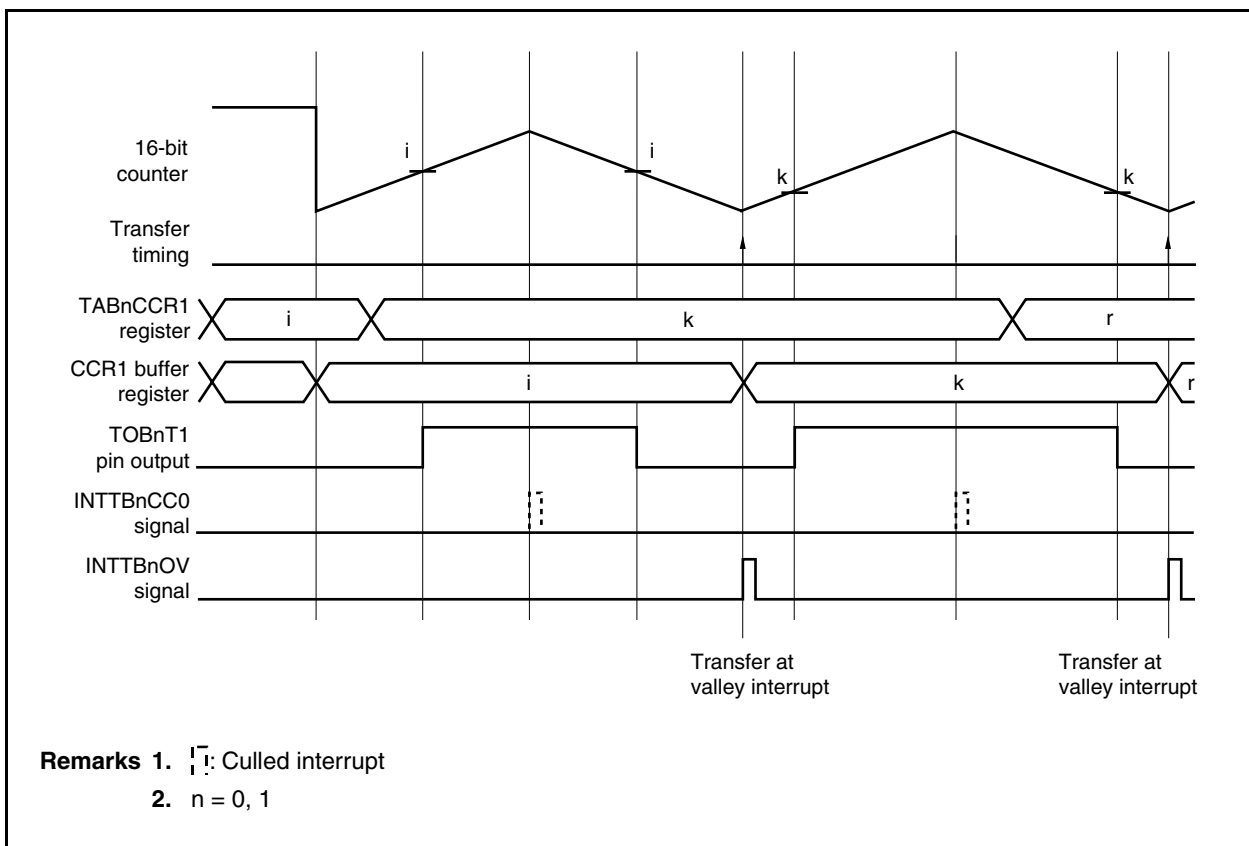 16-bit
counter
i
i
k
k
Transfer
timing
TABnCCR1
register
i
k
r
CCR1 buffer
register
i
k
r
TOBnT1
pin output
INTTBnCC0
signal
INTTBnOV
signal
Transfer at
valley interrupt
Transfer at
valley interrupt
Remarks 1. : Culled interrupt
2. n = 0, 1